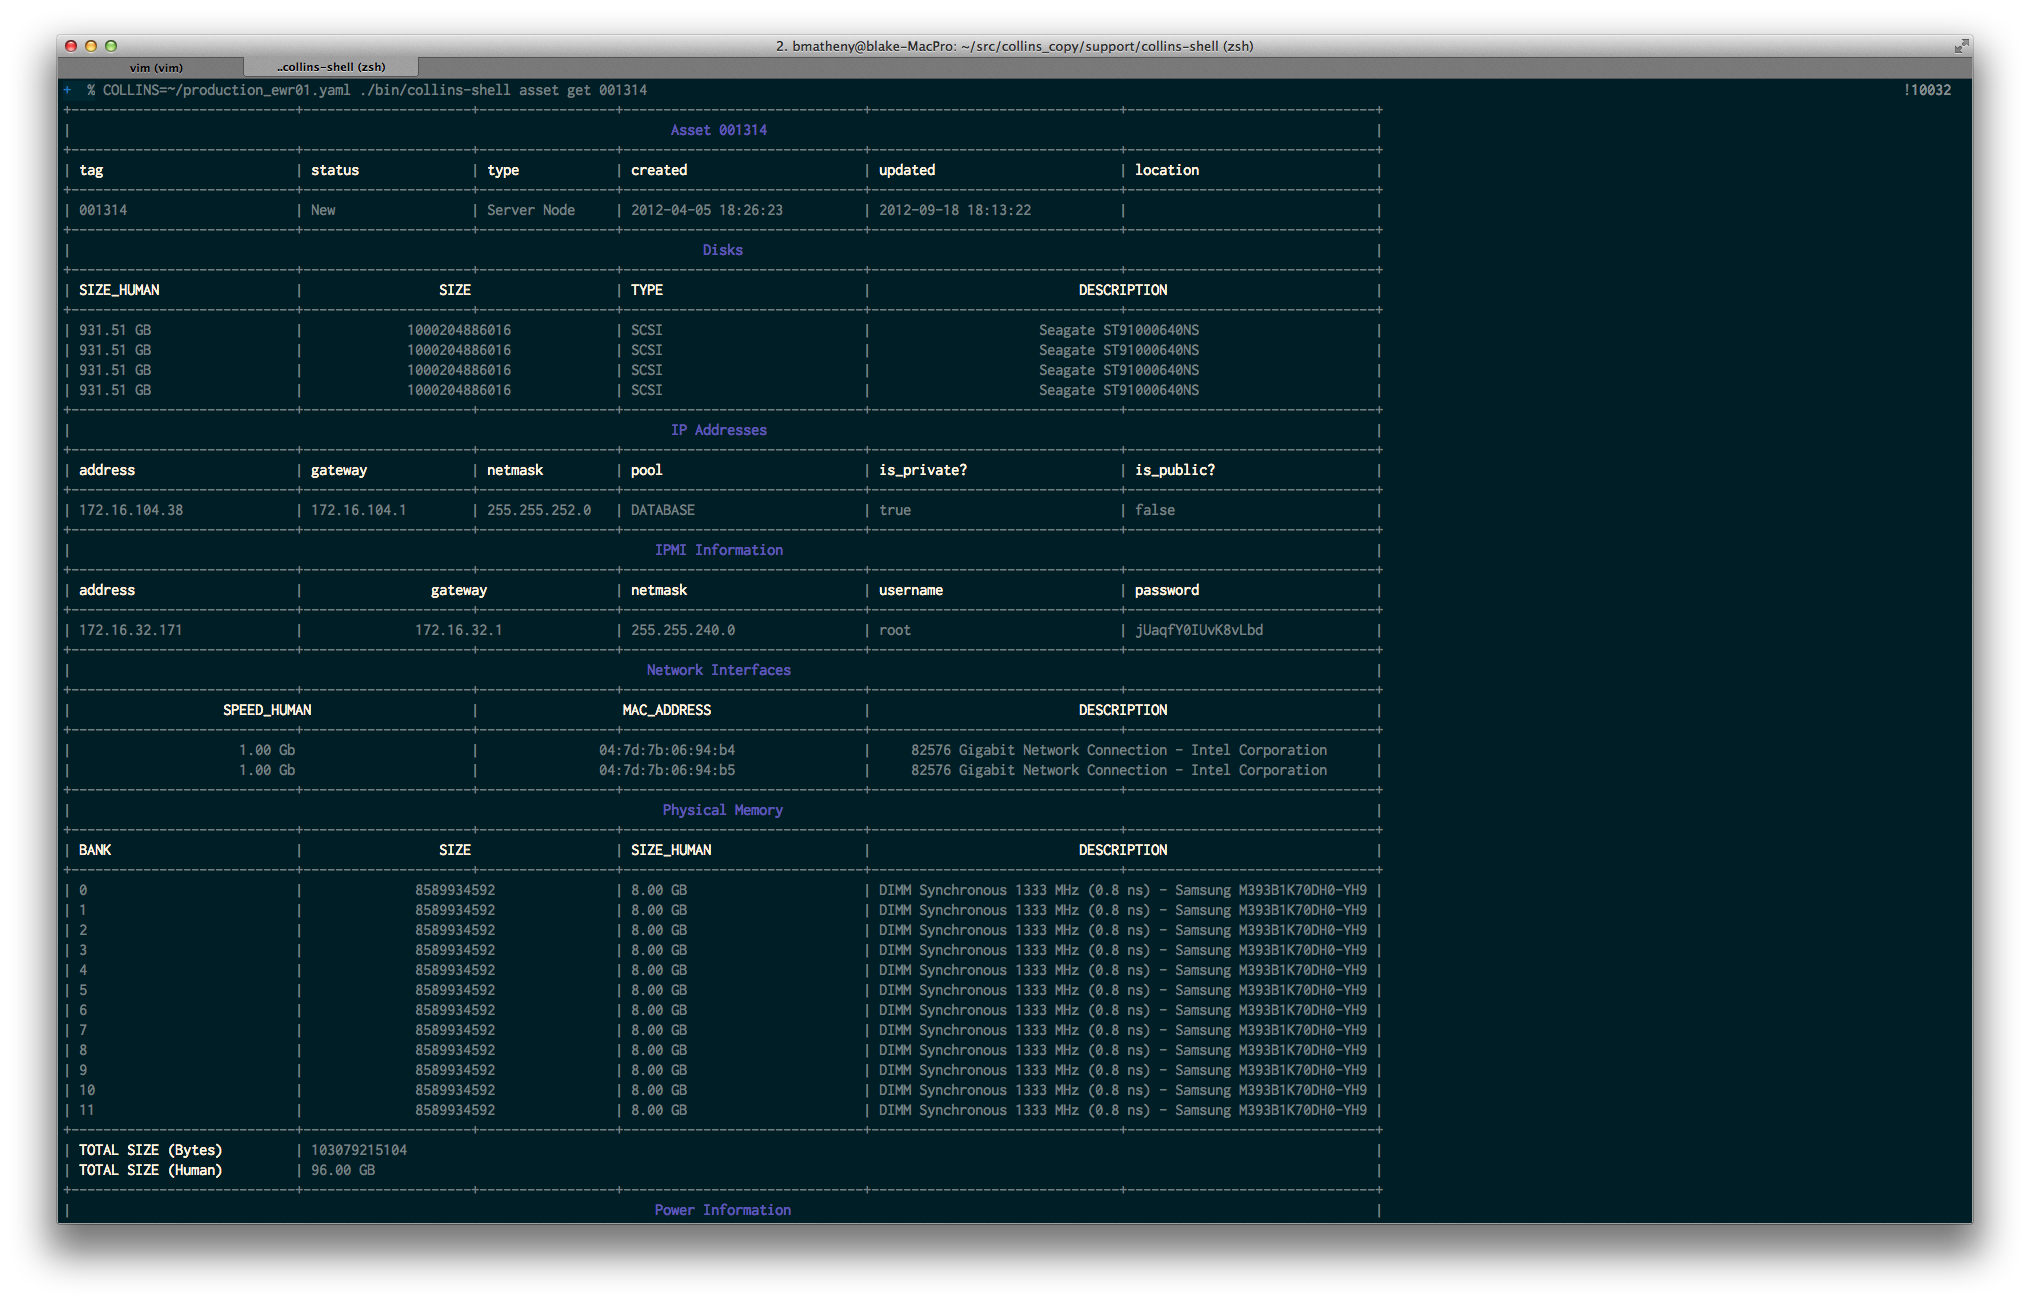 2. bmatheny@blake-MacPro: ~/src/collins_copy/support/collins-shell (zsh)
vim (vim) ..collins-shell (zsh)
+ % COLLINS=~/production_ewr01.yaml ./bin/collins-shell asset get 001314 !10032
Asset 001314
| tag | status | type | created | updated | location |
| 001314 | New | Server Node | 2012-04-05 18:26:23 | 2012-09-18 18:13:22 | |
Disks
| SIZE_HUMAN | SIZE | TYPE | DESCRIPTION |
| 931.51 GB | 1000204886016 | SCSI | Seagate ST91000640NS |
| 931.51 GB | 1000204886016 | SCSI | Seagate ST91000640NS |
| 931.51 GB | 1000204886016 | SCSI | Seagate ST91000640NS |
| 931.51 GB | 1000204886016 | SCSI | Seagate ST91000640NS |
IP Addresses
| address | gateway | netmask | pool | is_private? | is_public? |
| 172.16.104.38 | 172.16.104.1 | 255.255.252.0 | DATABASE | true | false |
IPMI Information
| address | gateway | netmask | username | password |
| 172.16.32.171 | 172.16.32.1 | 255.255.240.0 | root | jUaqfY0IUvK8vLbd |
Network Interfaces
| SPEED_HUMAN | MAC_ADDRESS | DESCRIPTION |
| 1.00 Gb | 04:7d:7b:06:94:b4 | 82576 Gigabit Network Connection - Intel Corporation |
| 1.00 Gb | 04:7d:7b:06:94:b5 | 82576 Gigabit Network Connection - Intel Corporation |
Physical Memory
| BANK | SIZE | SIZE_HUMAN | DESCRIPTION |
| 0 | 8589934592 | 8.00 GB | DIMM Synchronous 1333 MHz (0.8 ns) - Samsung M393B1K70DH0-YH9 |
| 1 | 8589934592 | 8.00 GB | DIMM Synchronous 1333 MHz (0.8 ns) - Samsung M393B1K70DH0-YH9 |
| 2 | 8589934592 | 8.00 GB | DIMM Synchronous 1333 MHz (0.8 ns) - Samsung M393B1K70DH0-YH9 |
| 3 | 8589934592 | 8.00 GB | DIMM Synchronous 1333 MHz (0.8 ns) - Samsung M393B1K70DH0-YH9 |
| 4 | 8589934592 | 8.00 GB | DIMM Synchronous 1333 MHz (0.8 ns) - Samsung M393B1K70DH0-YH9 |
| 5 | 8589934592 | 8.00 GB | DIMM Synchronous 1333 MHz (0.8 ns) - Samsung M393B1K70DH0-YH9 |
| 6 | 8589934592 | 8.00 GB | DIMM Synchronous 1333 MHz (0.8 ns) - Samsung M393B1K70DH0-YH9 |
| 7 | 8589934592 | 8.00 GB | DIMM Synchronous 1333 MHz (0.8 ns) - Samsung M393B1K70DH0-YH9 |
| 8 | 8589934592 | 8.00 GB | DIMM Synchronous 1333 MHz (0.8 ns) - Samsung M393B1K70DH0-YH9 |
| 9 | 8589934592 | 8.00 GB | DIMM Synchronous 1333 MHz (0.8 ns) - Samsung M393B1K70DH0-YH9 |
| 10 | 8589934592 | 8.00 GB | DIMM Synchronous 1333 MHz (0.8 ns) - Samsung M393B1K70DH0-YH9 |
| 11 | 8589934592 | 8.00 GB | DIMM Synchronous 1333 MHz (0.8 ns) - Samsung M393B1K70DH0-YH9 |
| TOTAL SIZE (Bytes) | 103079215104 |
| TOTAL SIZE (Human) | 96.00 GB |
Power Information